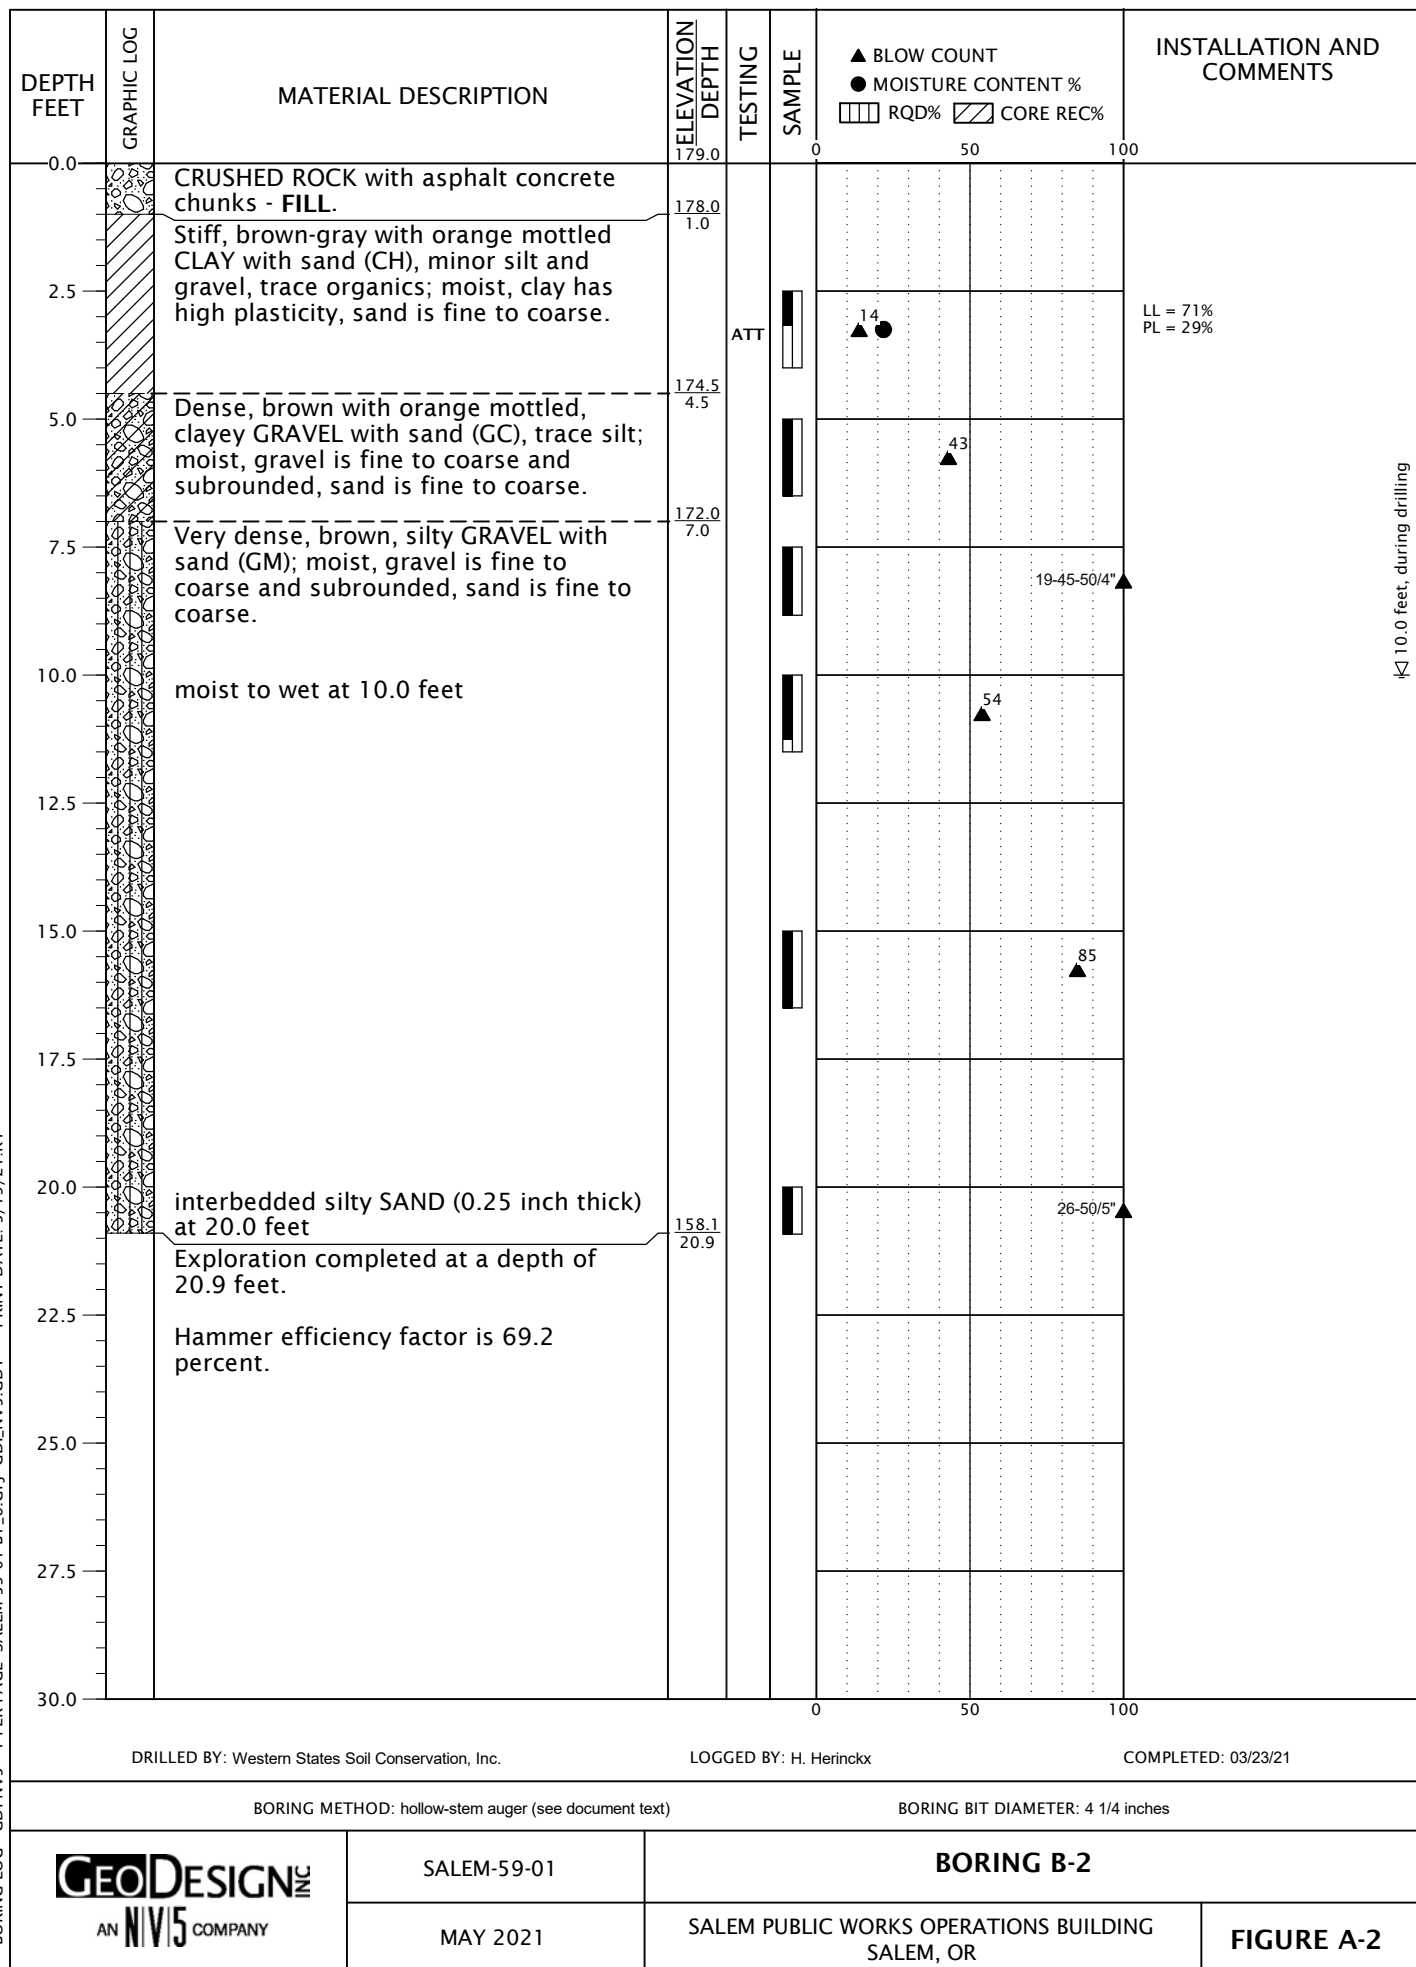 DEPTH
FEET
GRAPHIC LOG
MATERIAL DESCRIPTION
ELEVATION
DEPTH
TESTING
SAMPLE
▲ BLOW COUNT
● MOISTURE CONTENT %
RQD% CORE REC%
INSTALLATION AND
COMMENTS
0.0
179.0
0 50 100
CRUSHED ROCK with asphalt concrete
chunks - FILL.
178.0
1.0
Stiff, brown-gray with orange mottled
CLAY with sand (CH), minor silt and
gravel, trace organics; moist, clay has
high plasticity, sand is fine to coarse.
2.5
ATT
14
LL = 71%
PL = 29%
174.5
4.5
Dense, brown with orange mottled,
clayey GRAVEL with sand (GC), trace silt;
moist, gravel is fine to coarse and
subrounded, sand is fine to coarse.
5.0
43
172.0
7.0
Very dense, brown, silty GRAVEL with
sand (GM); moist, gravel is fine to
coarse and subrounded, sand is fine to
coarse.
7.5
19-45-50/4"
10.0 feet, during drilling
10.0
moist to wet at 10.0 feet
54
12.5
15.0
85
17.5
20.0
interbedded silty SAND (0.25 inch thick)
at 20.0 feet
26-50/5"
158.1
20.9
Exploration completed at a depth of
20.9 feet.
22.5
Hammer efficiency factor is 69.2
percent.
25.0
27.5
30.0
0 50 100
DRILLED BY: Western States Soil Conservation, Inc.
LOGGED BY: H. Herinckx
COMPLETED: 03/23/21
BORING METHOD: hollow-stem auger (see document text)
BORING BIT DIAMETER: 4 1/4 inches
GEODESIGN INC
AN NV5 COMPANY
SALEM-59-01
MAY 2021
BORING B-2
SALEM PUBLIC WORKS OPERATIONS BUILDING
SALEM, OR
FIGURE A-2